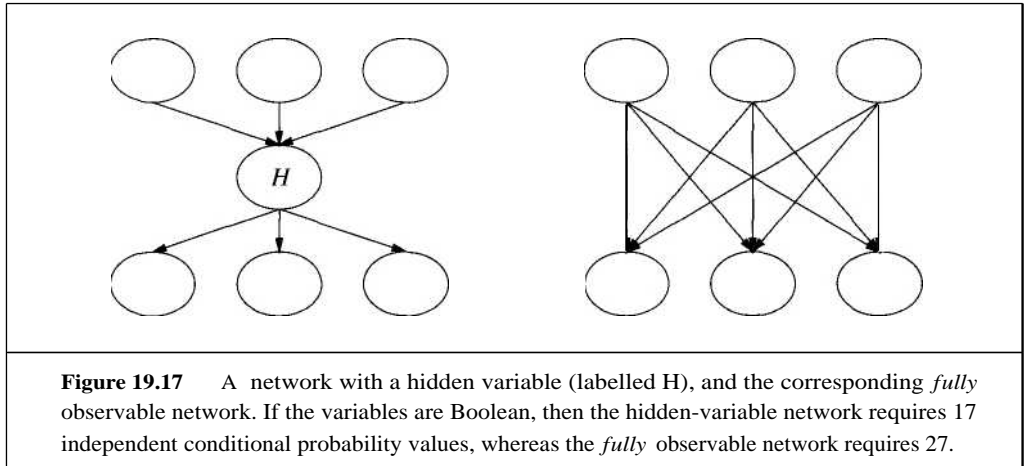 H
Figure 19.17 A network with a hidden variable (labelled H), and the corresponding fully
observable network. If the variables are Boolean, then the hidden-variable network requires 17
independent conditional probability values, whereas the fully observable network requires 27.